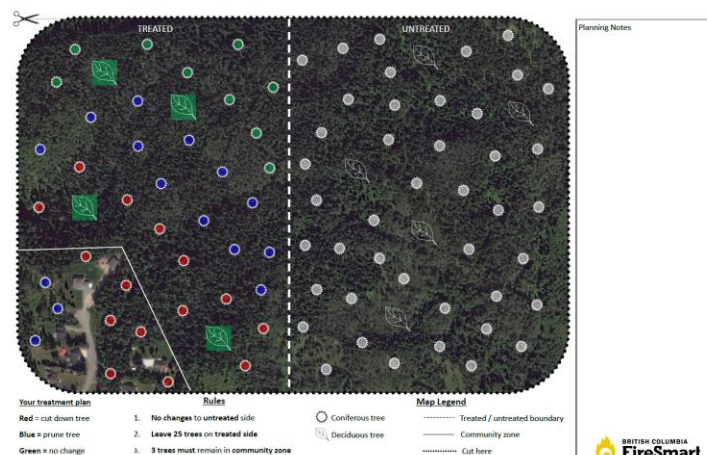 TREATED
UNTREATED
Planning Notes
Your treatment plan
Red = cut down tree
Blue = prune tree
Green = no change
Rules
1. No changes to untreated side
2. Leave 25 trees on treated side
3. 3 trees must remain in community zone
Map Legend
Coniferous tree
Deciduous tree
Treated / untreated boundary
Community zone
Cut here
BRITISH COLUMBIA
FireSmart